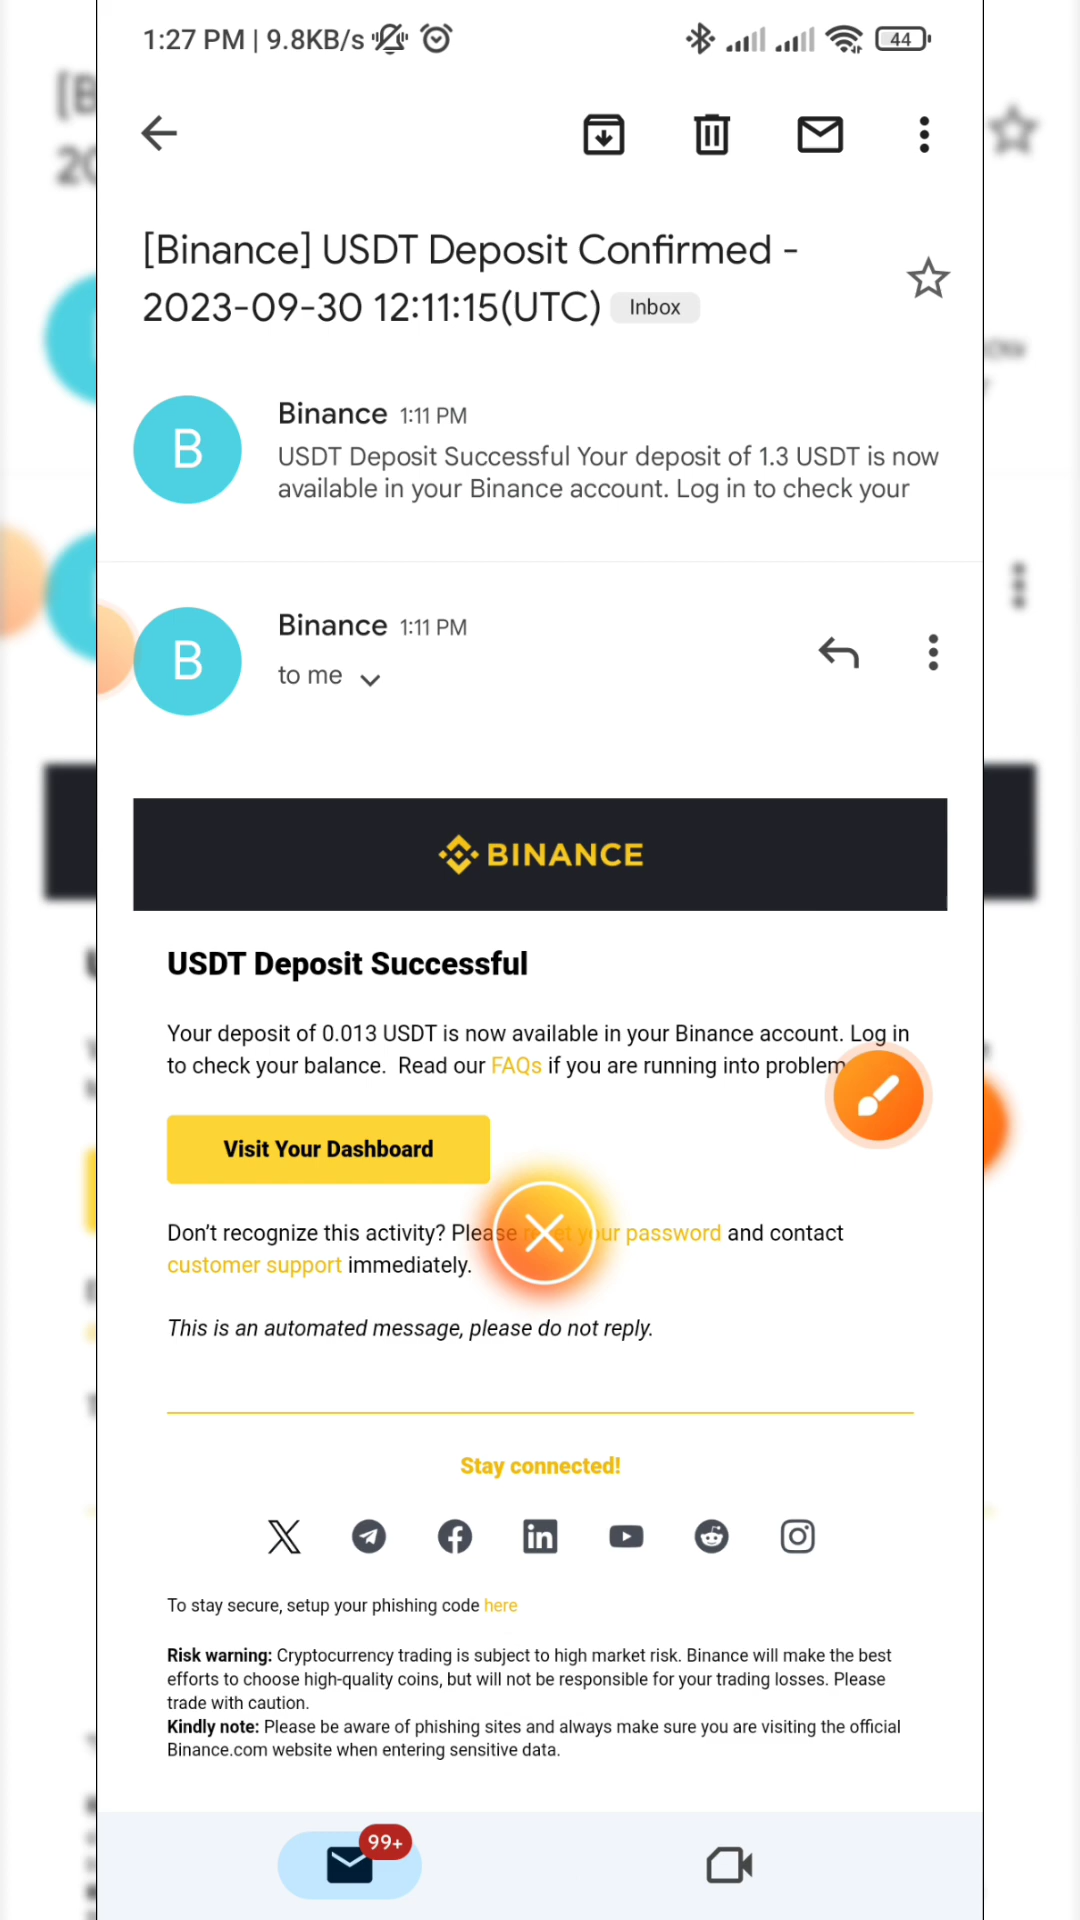 1:27 PM | 9.8KB/s
44
[Binance] USDT Deposit Confirmed -
2023-09-30 12:11:15(UTC) Inbox
B
Binance 1:11 PM
USDT Deposit Successful Your deposit of 1.3 USDT is now
available in your Binance account. Log in to check your
B
Binance 1:11 PM
to me
BINANCE
USDT Deposit Successful
Your deposit of 0.013 USDT is now available in your Binance account. Log in
to check your balance. Read our FAQs if you are running into problem
Visit Your Dashboard
Don't recognize this activity? Please your password and contact
customer support immediately.
This is an automated message, please do not reply.
Stay connected!
To stay secure, setup your phishing code here
Risk warning: Cryptocurrency trading is subject to high market risk. Binance will make the best
efforts to choose high-quality coins, but will not be responsible for your trading losses. Please
trade with caution.
Kindly note: Please be aware of phishing sites and always make sure you are visiting the official
Binance.com website when entering sensitive data.
99+